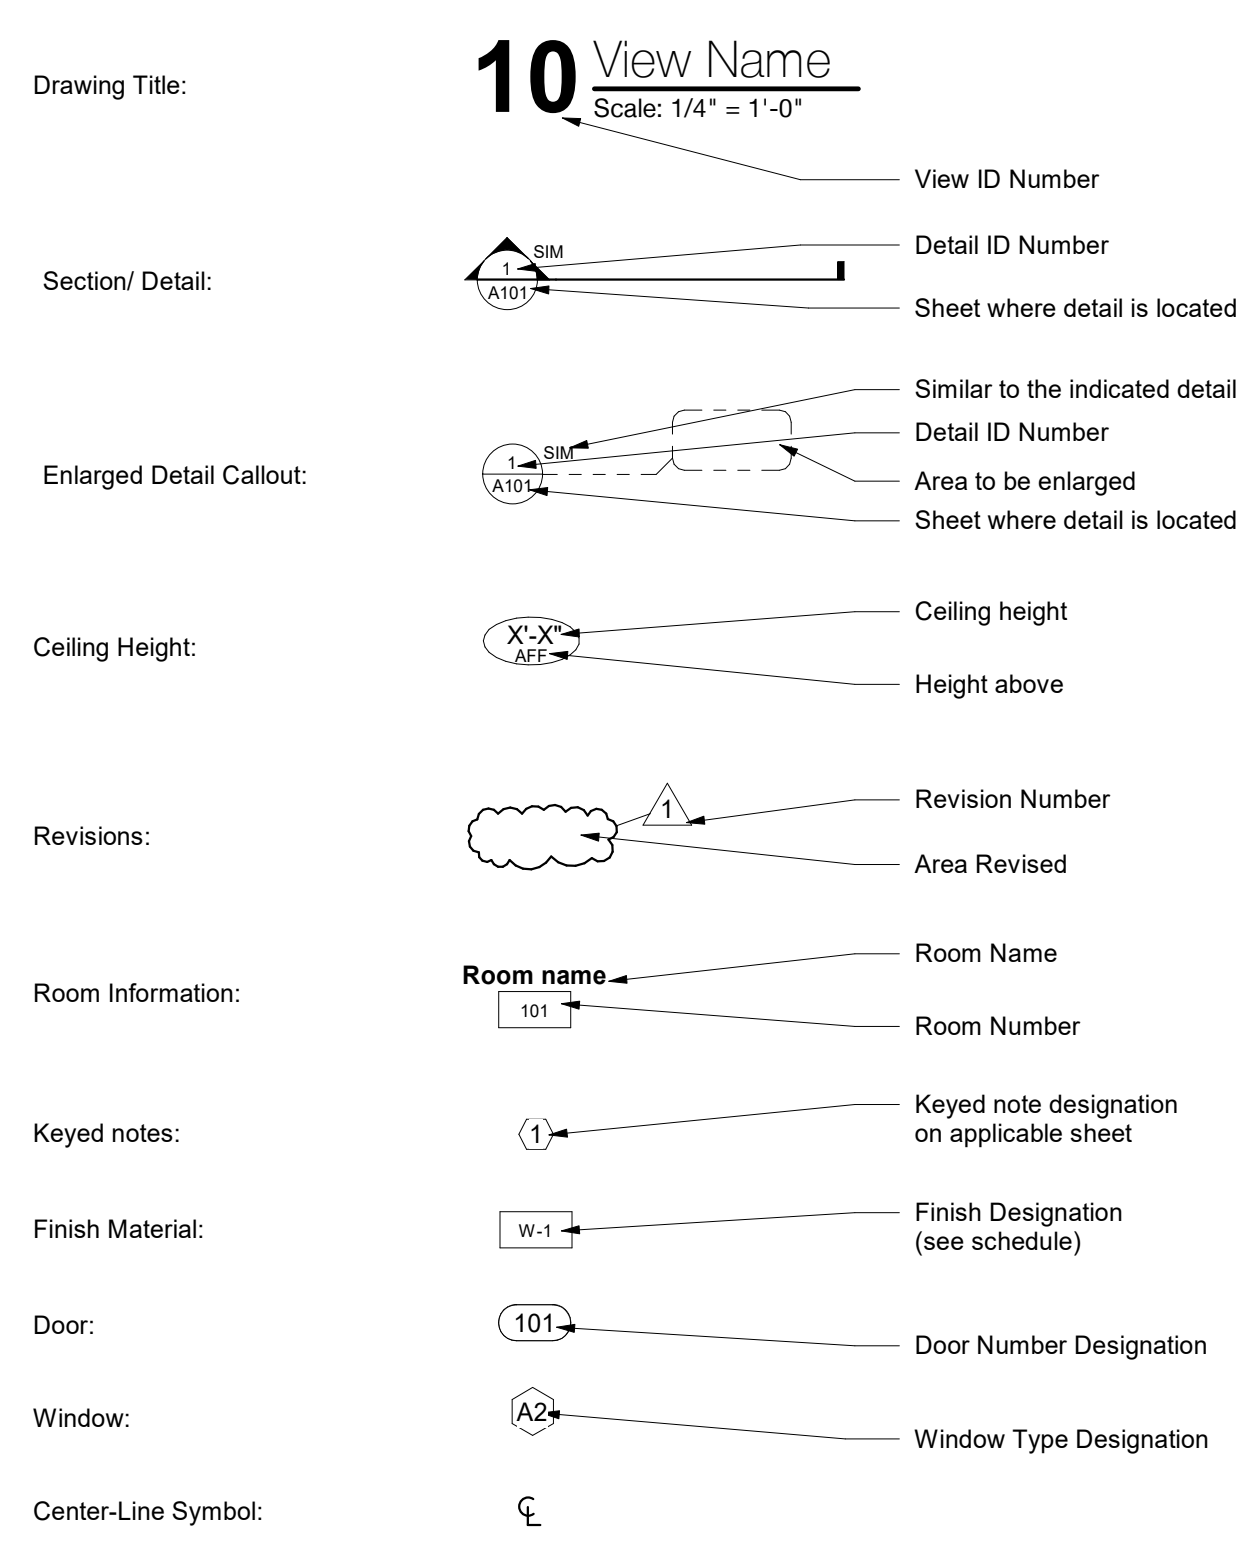 Drawing Title:
10
View Name
Scale: 1/4" = 1'-0"
View ID Number
Section/ Detail:
SIM
1
A101
Detail ID Number
Sheet where detail is located
Enlarged Detail Callout:
SIM
1
A101
Similar to the indicated detail
Detail ID Number
Area to be enlarged
Sheet where detail is located
Ceiling Height:
X'-X"
AFF
Ceiling height
Height above
Revisions:
1
Revision Number
Area Revised
Room Information:
Room name
101
Room Name
Room Number
Keyed notes:
1
Keyed note designation
on applicable sheet
Finish Material:
W-1
Finish Designation
(see schedule)
Door:
101
Door Number Designation
Window:
A2
Window Type Designation
Center-Line Symbol:
℄